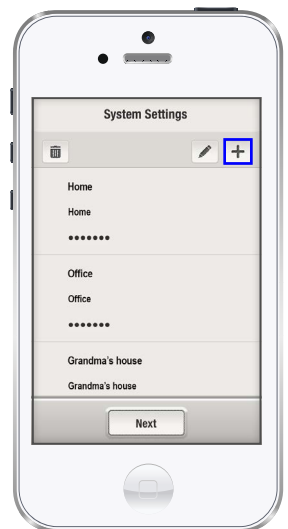 System Settings
Home
Home
•••••••
Office
Office
•••••••
Grandma's house
Grandma's house
Next